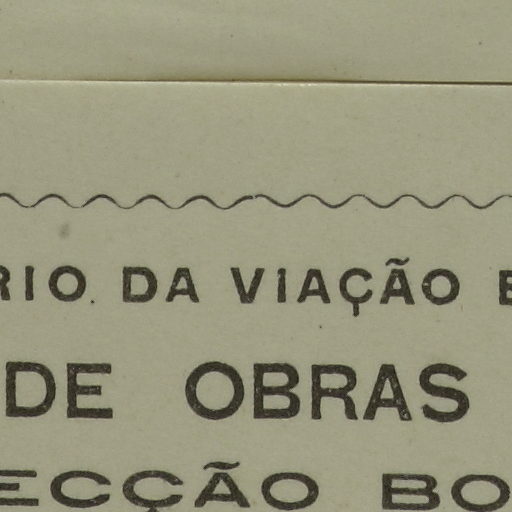 RIO DA VIAÇÃO E
DE OBRAS
ECÇÃO BO